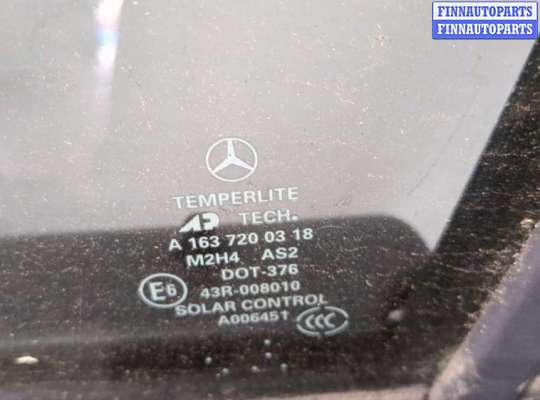 FINNAUTOPARTS
FINNAUTOPARTS
TEMPERLITE
AP TECH.
A 163 720 03 18
M2H4 AS2
DOT-376
E6 43R-008010
SOLAR CONTROL
A006451
CCC